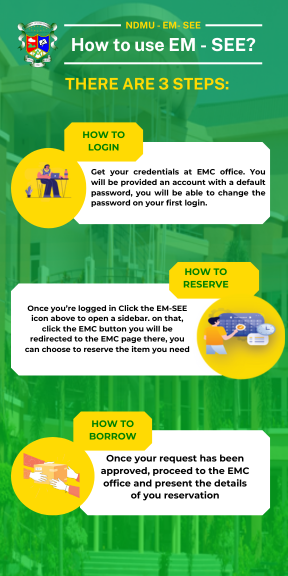 NDMU - EM- SEE
How to use EM - SEE?
THERE ARE 3 STEPS:
HOW TO
LOGIN
Get your credentials at EMC office. You
will be provided an account with a default
password, you will be able to change the
password on your first login.
HOW TO
RESERVE
Once you're logged in Click the EM-SEE
icon above to open a sidebar. on that,
click the EMC button you will be
redirected to the EMC page there, you
can choose to reserve the item you need
HOW TO
BORROW
Once your request has been
approved, proceed to the EMC
office and present the details
of you reservation